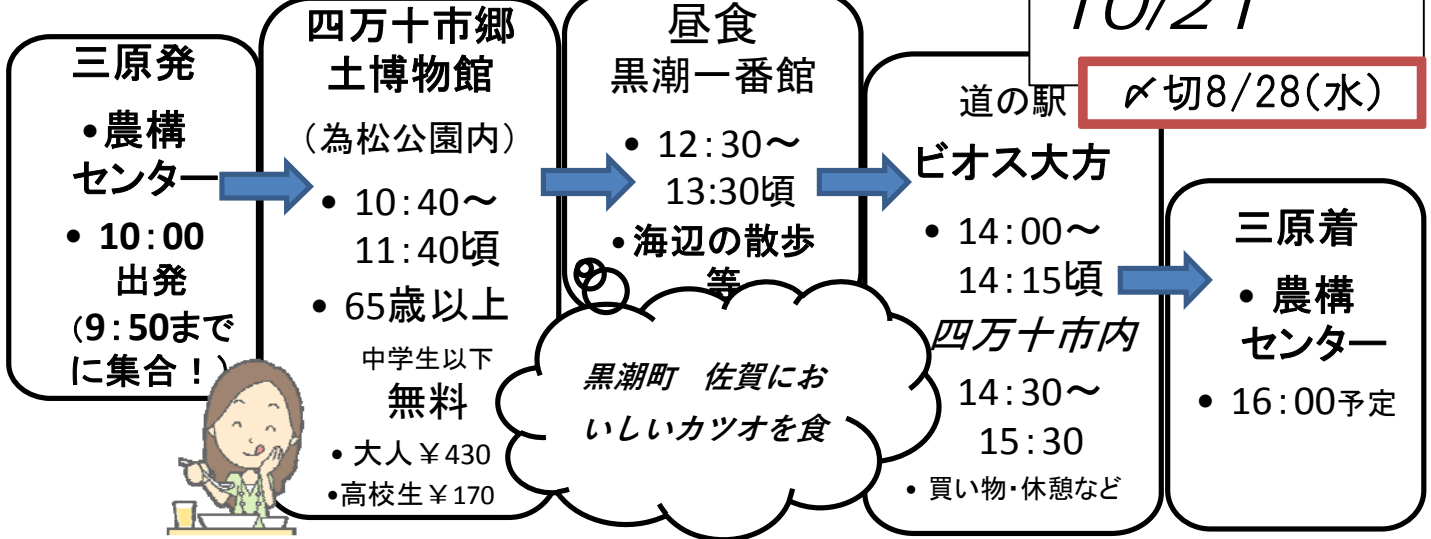 三原発
•農構
センター
• 10:00
出発
(9:50まで
に集合！)
四万十市郷
土博物館
（為松公園内）
• 10:40～
11:40頃
• 65歳以上
中学生以下
無料
• 大人￥430
•高校生￥170
昼食
黒潮一番館
• 12:30～
13:30頃
•海辺の散歩
等
黒潮町　佐賀にお
いしいカツオを食
10/21
〆切8/28(水)
道の駅
ビオス大方
• 14:00～
14:15頃
四万十市内
14:30～
15:30
• 買い物･休憩など
三原着
• 農構
センター
• 16:00予定